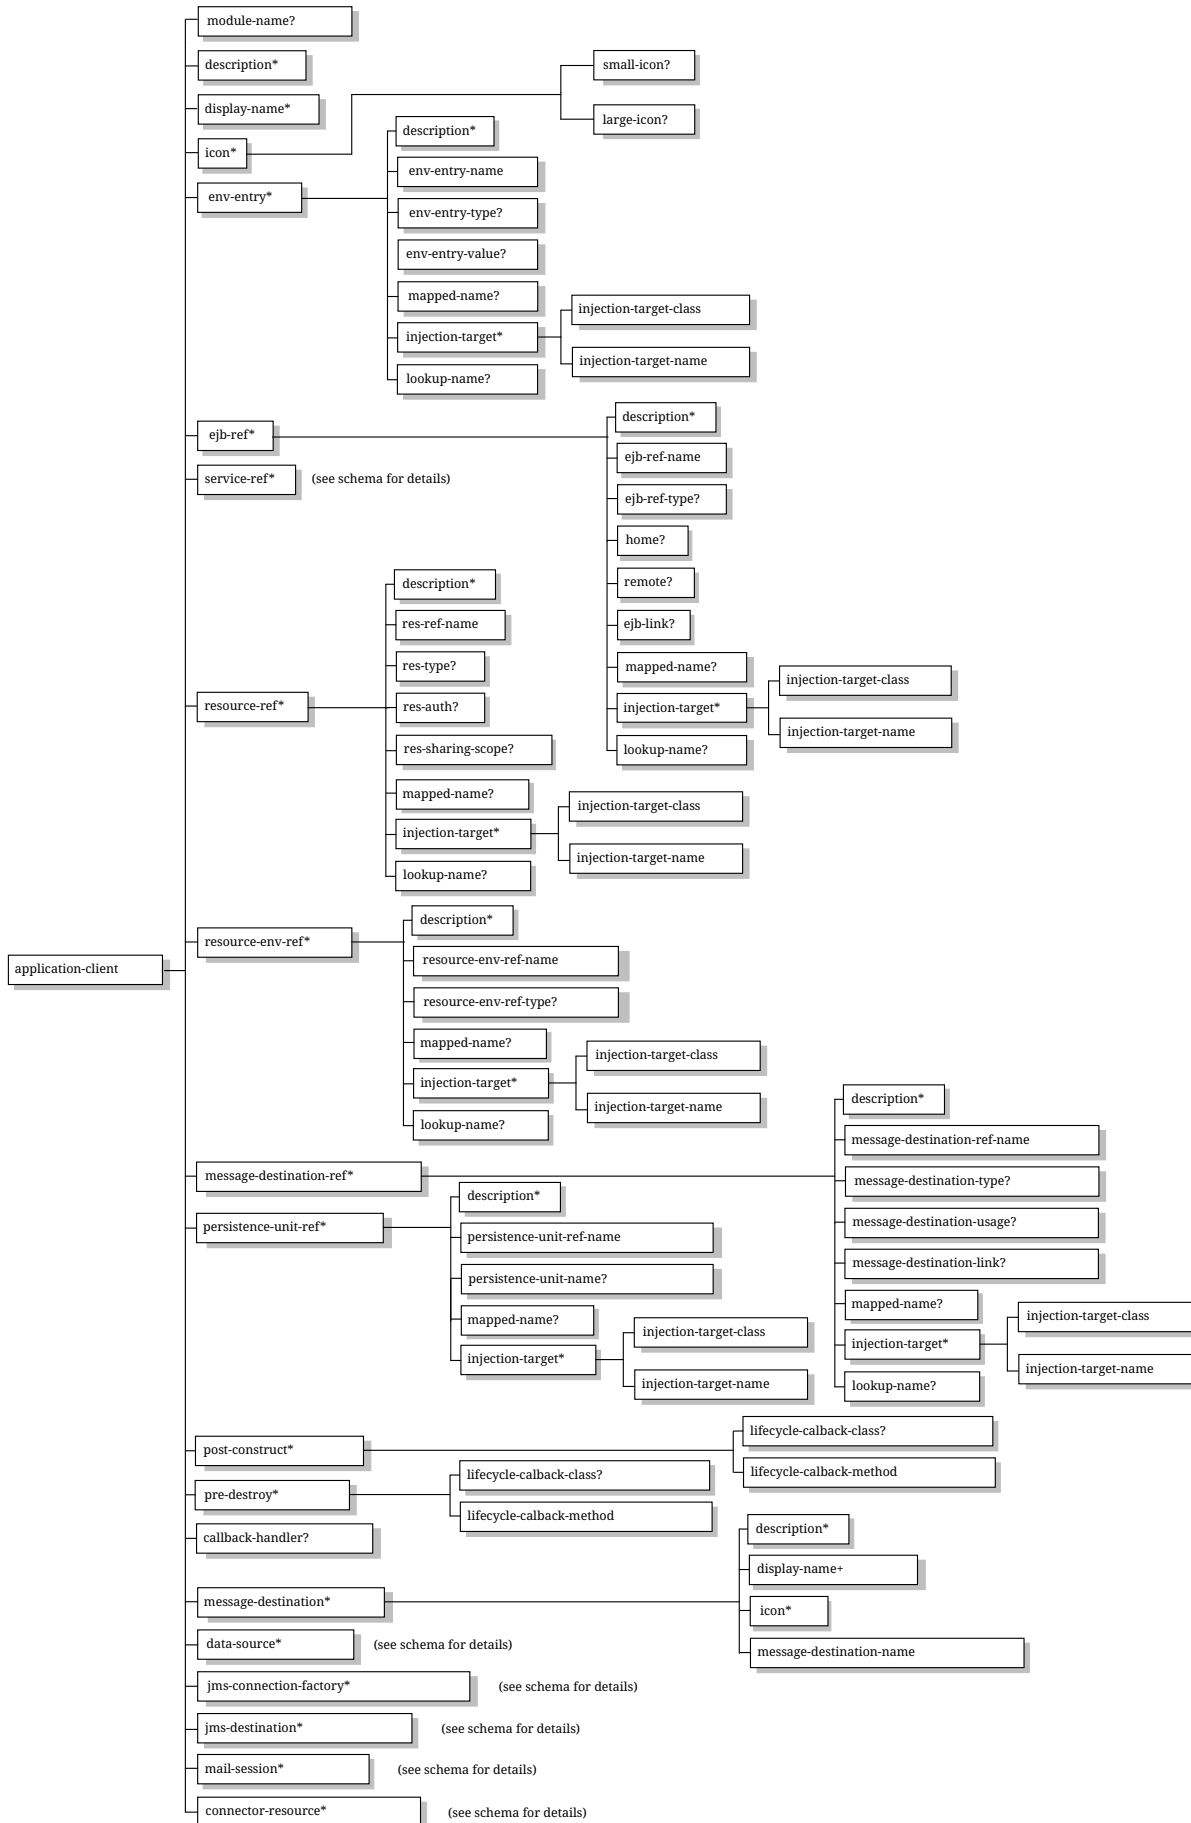 application-client
module-name?
description*
display-name*
icon*
small-icon?
large-icon?
env-entry*
description*
env-entry-name
env-entry-type?
env-entry-value?
mapped-name?
injection-target*
injection-target-class
injection-target-name
lookup-name?
ejb-ref*
description*
ejb-ref-name
ejb-ref-type?
home?
remote?
ejb-link?
mapped-name?
injection-target*
injection-target-class
injection-target-name
lookup-name?
service-ref*
(see schema for details)
resource-ref*
description*
res-ref-name
res-type?
res-auth?
res-sharing-scope?
mapped-name?
injection-target*
injection-target-class
injection-target-name
lookup-name?
resource-env-ref*
description*
resource-env-ref-name
resource-env-ref-type?
mapped-name?
injection-target*
injection-target-class
injection-target-name
lookup-name?
message-destination-ref*
description*
message-destination-ref-name
message-destination-type?
message-destination-usage?
message-destination-link?
mapped-name?
injection-target*
injection-target-class
injection-target-name
lookup-name?
persistence-unit-ref*
description*
persistence-unit-ref-name
persistence-unit-name?
mapped-name?
injection-target*
injection-target-class
injection-target-name
post-construct*
lifecycle-calback-class?
lifecycle-calback-method
pre-destroy*
lifecycle-calback-class?
lifecycle-calback-method
callback-handler?
message-destination*
description*
display-name+
icon*
message-destination-name
data-source*
(see schema for details)
jms-connection-factory*
(see schema for details)
jms-destination*
(see schema for details)
mail-session*
(see schema for details)
connector-resource*
(see schema for details)